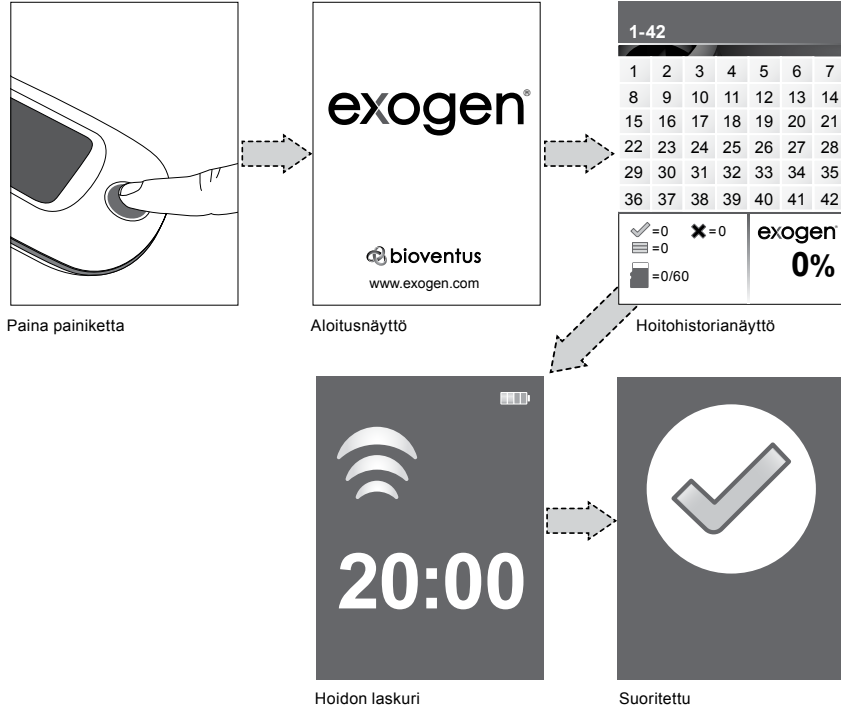 exogen®
bioventus
www.exogen.com
1-42
1 2 3 4 5 6 7
8 9 10 11 12 13 14
15 16 17 18 19 20 21
22 23 24 25 26 27 28
29 30 31 32 33 34 35
36 37 38 39 40 41 42
=0 =0
=0
=0/60
exogen
0%
Paina painiketta
Aloitusnäyttö
Hoitohistorianäyttö
20:00
Hoidon laskuri
Suoritettu